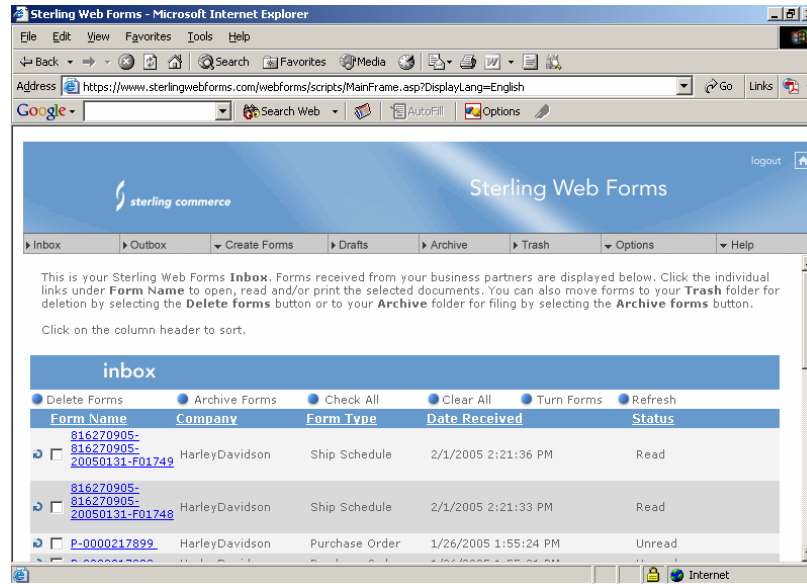 Sterling Web Forms - Microsoft Internet Explorer
File Edit View Favorites Tools Help
Back Search Favorites Media
Address https://www.sterlingwebforms.com/webforms/scripts/MainFrame.asp?DisplayLang=English Go Links
Google Search Web AutoFill Options
logout
sterling commerce Sterling Web Forms
Inbox Outbox Create Forms Drafts Archive Trash Options Help
This is your Sterling Web Forms Inbox. Forms received from your business partners are displayed below. Click the individual
links under Form Name to open, read and/or print the selected documents. You can also move forms to your Trash folder for
deletion by selecting the Delete forms button or to your Archive folder for filing by selecting the Archive forms button.
Click on the column header to sort.
inbox
Delete Forms Archive Forms Check All Clear All Turn Forms Refresh
Form Name Company Form Type Date Received Status
816270905-
816270905-
20050131-F01749 HarleyDavidson Ship Schedule 2/1/2005 2:21:36 PM Read
816270905-
816270905-
20050131-F01748 HarleyDavidson Ship Schedule 2/1/2005 2:21:33 PM Read
P-0000217899 HarleyDavidson Purchase Order 1/26/2005 1:55:24 PM Unread
Internet